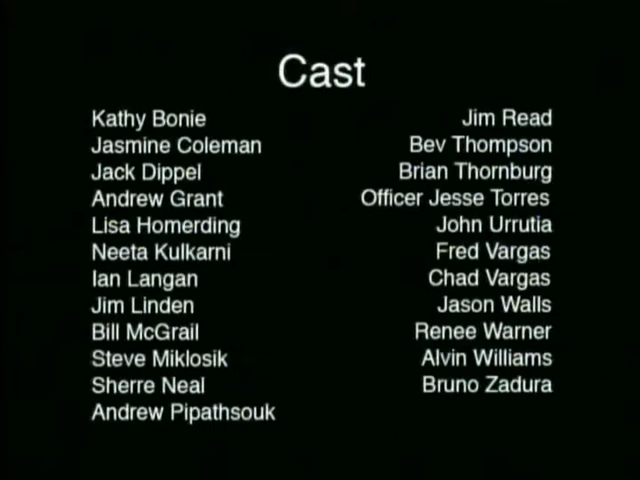 Cast
Kathy Bonie
Jasmine Coleman
Jack Dippel
Andrew Grant
Lisa Homerding
Neeta Kulkarni
Ian Langan
Jim Linden
Bill McGrail
Steve Miklosik
Sherre Neal
Andrew Pipathsouk
Jim Read
Bev Thompson
Brian Thornburg
Officer Jesse Torres
John Urrutia
Fred Vargas
Chad Vargas
Jason Walls
Renee Warner
Alvin Williams
Bruno Zadura